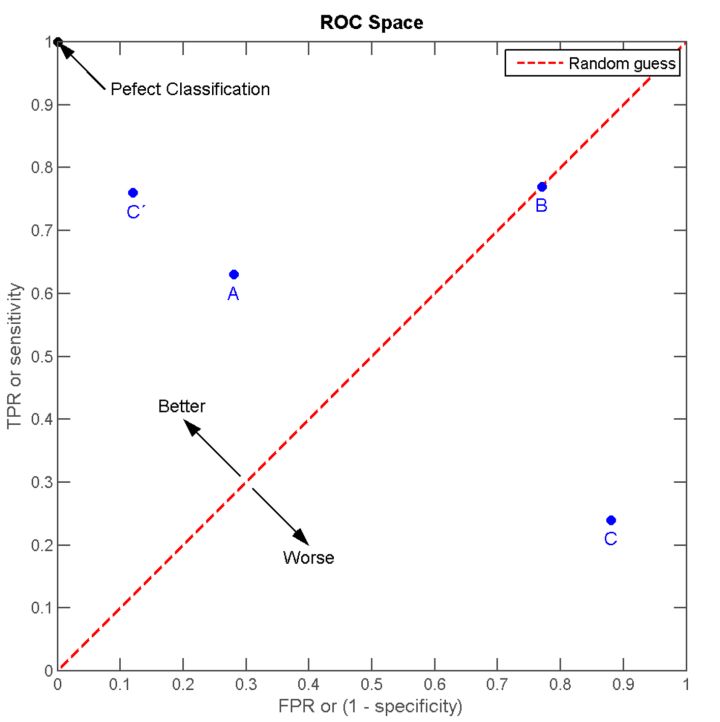 ROC Space
Random guess
Pefect Classification
C´
A
B
C
Better
Worse
TPR or sensitivity
1
0.9
0.8
0.7
0.6
0.5
0.4
0.3
0.2
0.1
0
0 0.1 0.2 0.3 0.4 0.5 0.6 0.7 0.8 0.9 1
FPR or (1 - specificity)